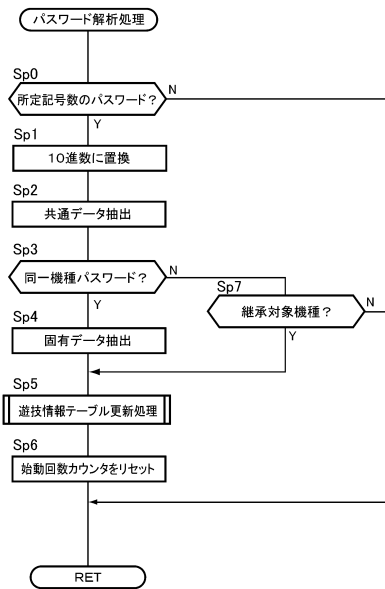 パスワード解析処理
Sp0
所定記号数のパスワード？
N
Y
Sp1
10進数に置換
Sp2
共通データ抽出
Sp3
同一機種パスワード？
N
Y
Sp7
継承対象機種？
N
Y
Sp4
固有データ抽出
Sp5
遊技情報テーブル更新処理
Sp6
始動回数カウンタをリセット
RET